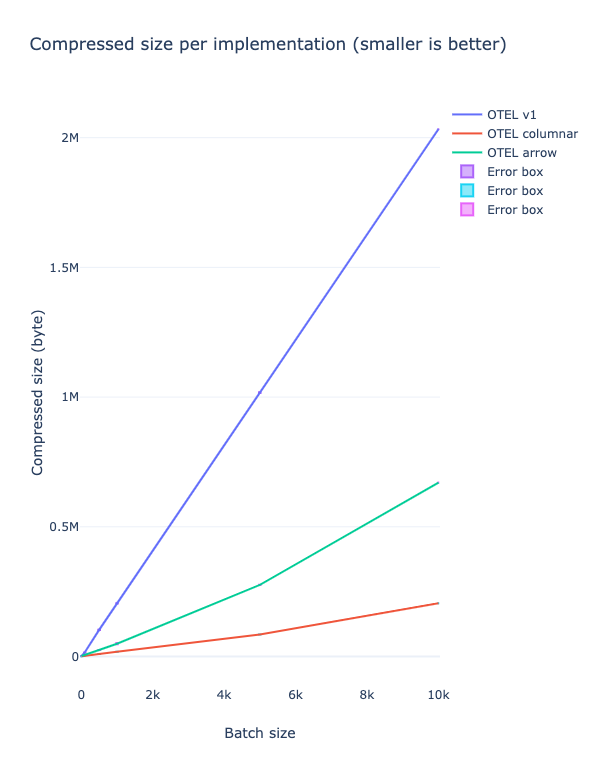 Compressed size per implementation (smaller is better)
OTEL v1
OTEL columnar
OTEL arrow
Error box
Error box
Error box
2M
1.5M
1M
0.5M
0
Compressed size (byte)
0 2k 4k 6k 8k 10k
Batch size